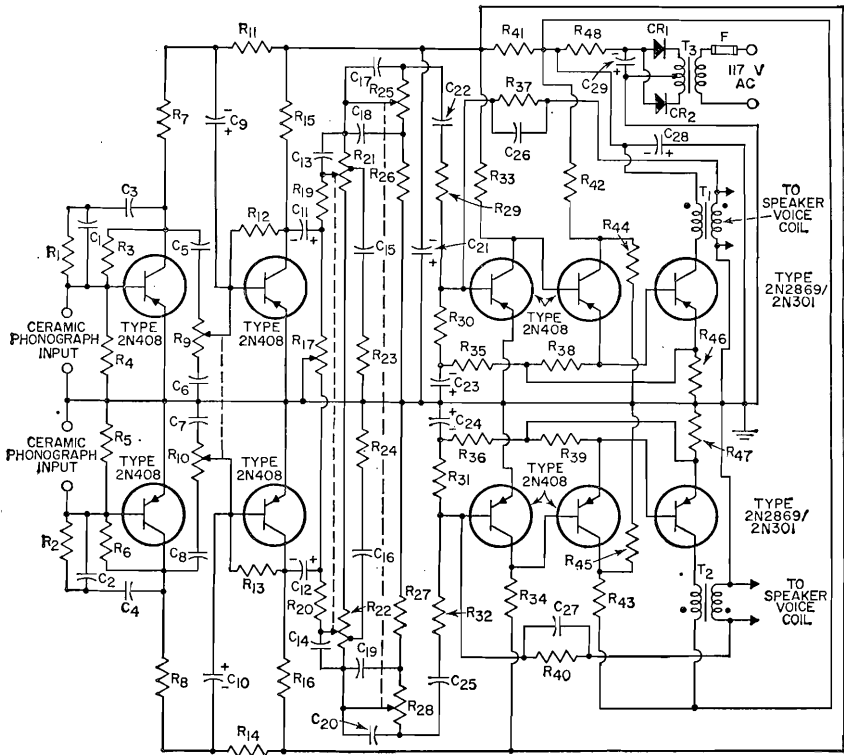 R11
R41
R48
CR1
T3
F
117 V
AC
C29
CR2
C17
R25
C22
R37
C26
C28
R7
C9
R15
C18
C13
R21
R19
R26
R33
R42
T1
TO
SPEAKER
VOICE
COIL
C3
C1
R3
C5
R12
C11
R29
C21
C15
R44
R1
TYPE
2N2869/
2N301
CERAMIC
PHONOGRAPH
INPUT
TYPE
2N408
R9
TYPE
2N408
R17
R30
TYPE
2N408
R4
R23
R35
R38
R46
C6
C23
C7
C24
R5
R24
R36
R39
R47
CERAMIC
PHONOGRAPH
INPUT
TYPE
2N408
R10
TYPE
2N408
R31
TYPE
2N408
TYPE
2N2869/
2N301
R2
R6
C8
C16
R45
C2
C4
R13
C12
R20
R22
R27
R32
R34
R43
T2
TO
SPEAKER
VOICE
COIL
C14
C19
C27
R8
C10
R16
R28
C25
R40
R14
C20